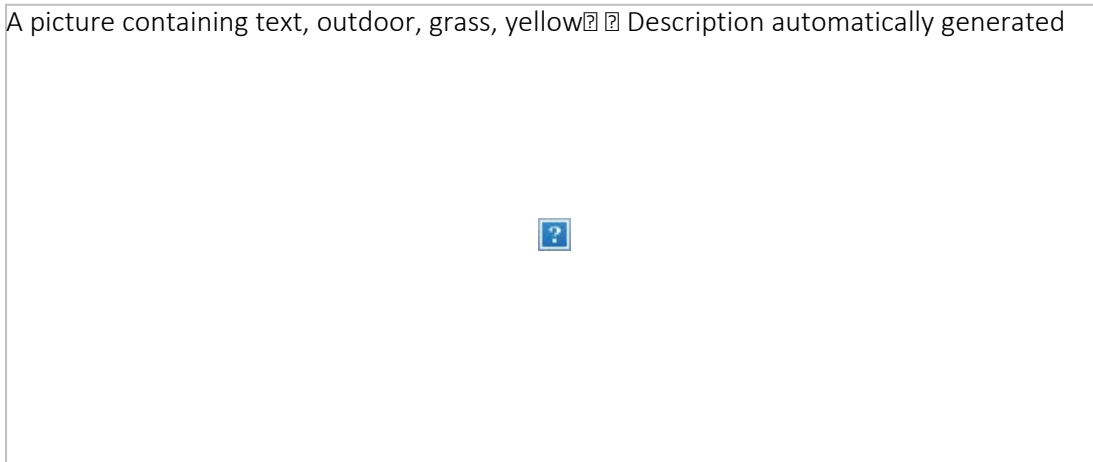 A picture containing text, outdoor, grass, yellow⍰ ⍰ Description automatically generated
?